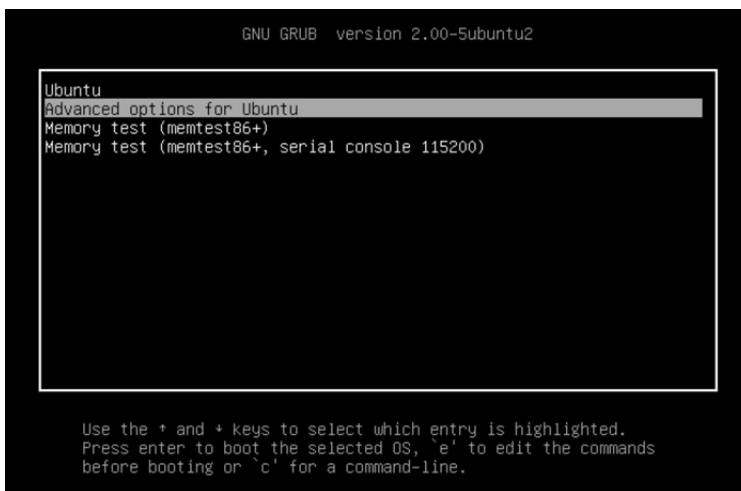 GNU GRUB  version 2.00-5ubuntu2
Ubuntu
Advanced options for Ubuntu
Memory test (memtest86+)
Memory test (memtest86+, serial console 115200)
Use the ↑ and ↓ keys to select which entry is highlighted.
Press enter to boot the selected OS, `e' to edit the commands
before booting or `c' for a command-line.